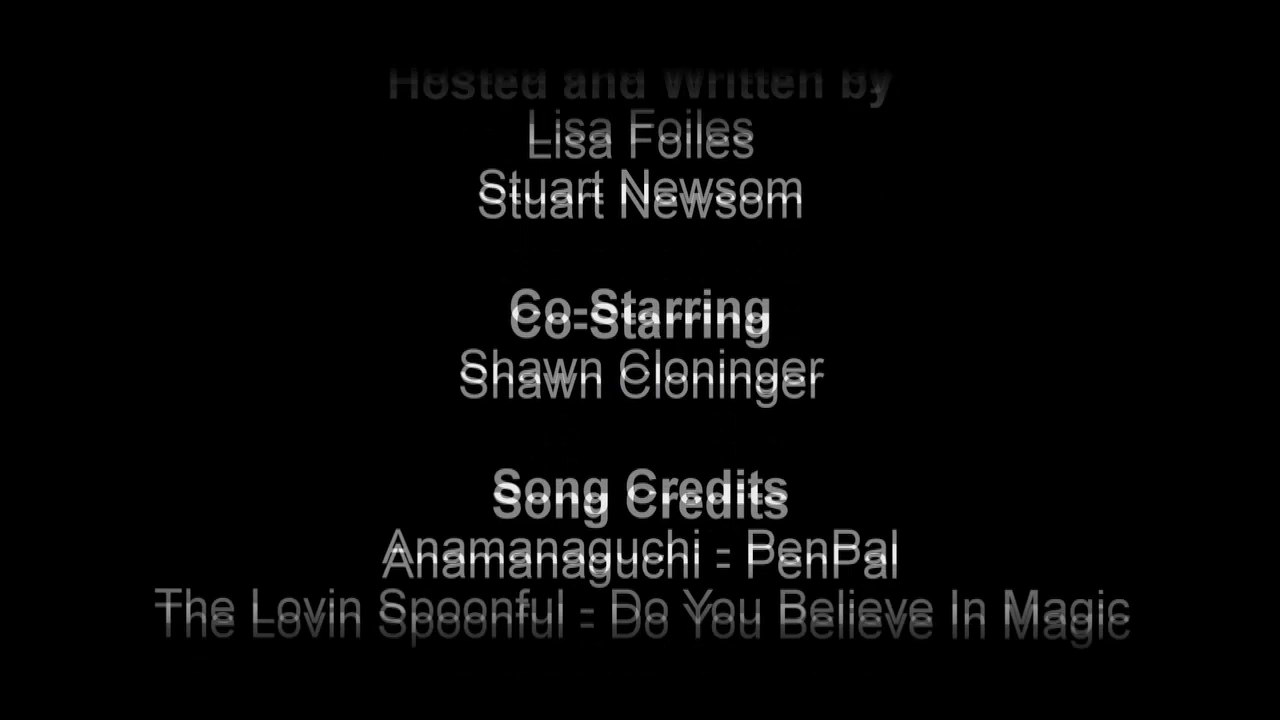 Hosted and Written by
Lisa Foiles
Stuart Newsom
Co-Starring
Shawn Cloninger
Song Credits
Anamanaguchi - PenPal
The Lovin Spoonful - Do You Believe In Magic